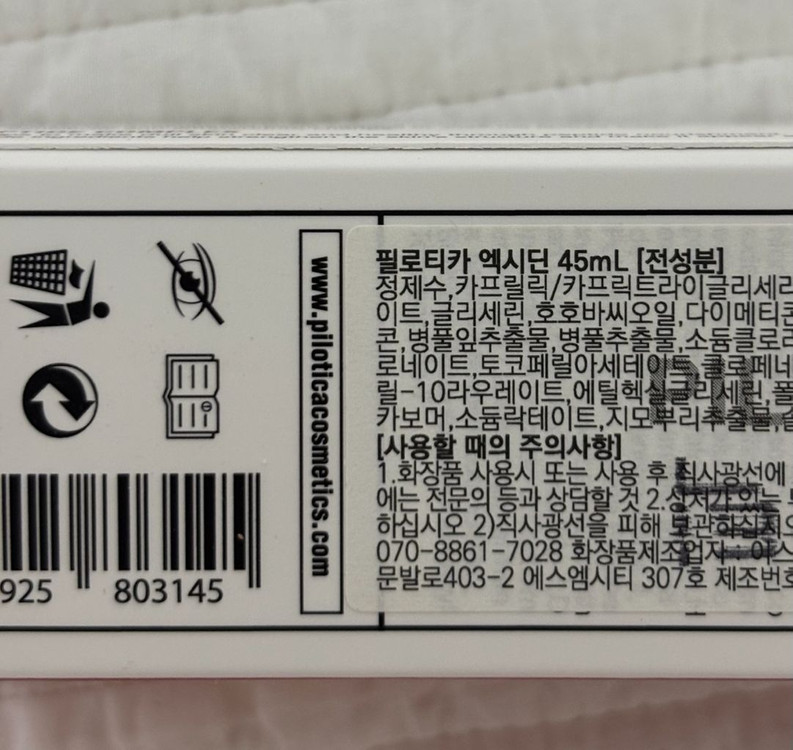 925 803145
www.piloticacosmetics.com
필로티카 엑시딘 45mL [전성분]
정제수,카프릴릭/카프릭트라이글리세라
이트,글리세린,호호바씨오일,다이메티콘
콘,병풀잎추출물,병풀추출물,소듐클로라
로네이트,토코페릴아세테이트,클로페네
릴-10라우레이트,에틸헥실글리세린,폴
카보머,소듐락테이트,지모뿌리추출물,
[사용할 때의 주의사항]
1.화장품 사용시 또는 사용 후 직사광선에
에는 전문의 등과 상담할 것 2.상처가 있는
하십시오 2)직사광선을 피해 보관하십시오
070-8861-7028 화장품제조업자 : 에스
문발로403-2 에스엠시티 307호 제조번호